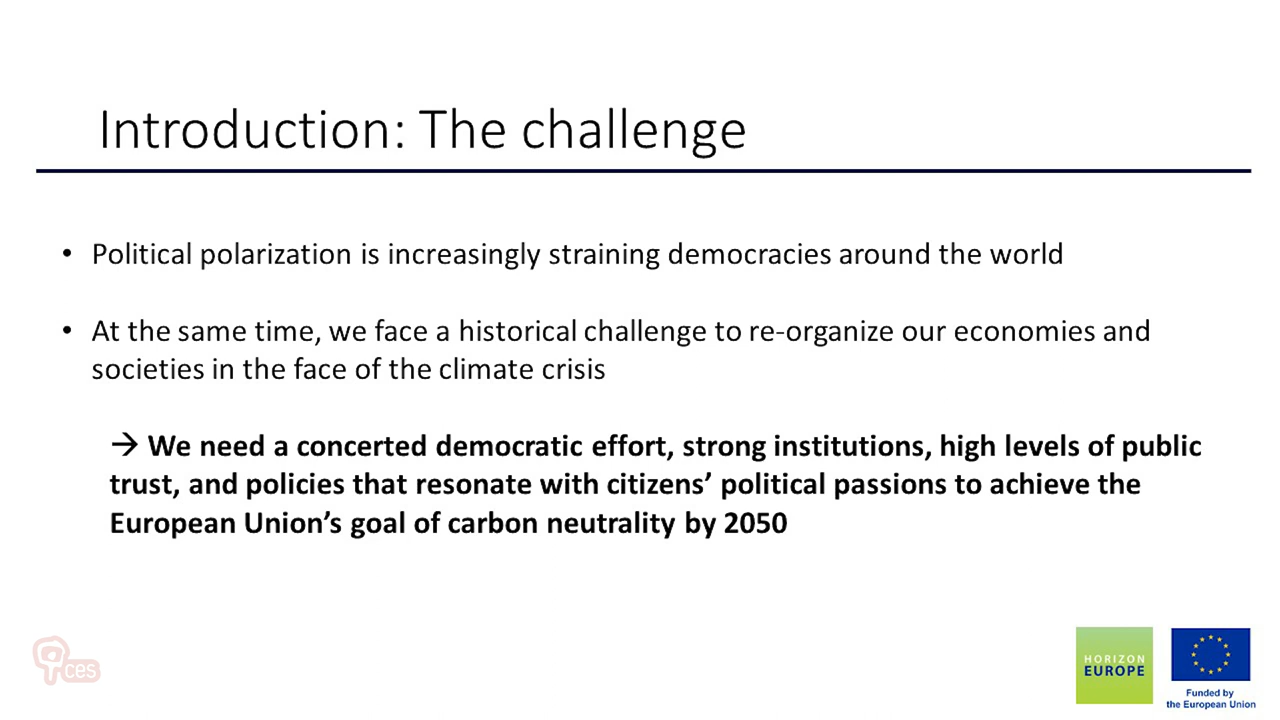 Introduction: The challenge
• Political polarization is increasingly straining democracies around the world
• At the same time, we face a historical challenge to re-organize our economies and
societies in the face of the climate crisis
→ We need a concerted democratic effort, strong institutions, high levels of public
trust, and policies that resonate with citizens’ political passions to achieve the
European Union’s goal of carbon neutrality by 2050
ces
HORIZON
EUROPE
Funded by
the European Union